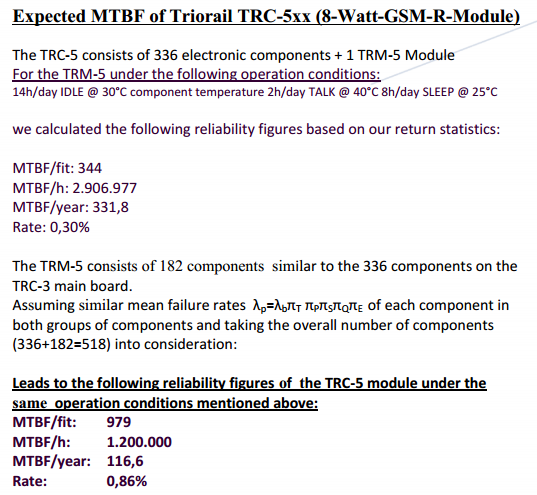 Expected MTBF of Triorail TRC-5xx (8-Watt-GSM-R-Module)
The TRC-5 consists of 336 electronic components + 1 TRM-5 Module
For the TRM-5 under the following operation conditions:
14h/day IDLE @ 30°C component temperature 2h/day TALK @ 40°C 8h/day SLEEP @ 25°C
we calculated the following reliability figures based on our return statistics:
MTBF/fit: 344
MTBF/h: 2.906.977
MTBF/year: 331,8
Rate: 0,30%
The TRM-5 consists of 182 components similar to the 336 components on the
TRC-3 main board.
Assuming similar mean failure rates λp=λbπT πPπSπQπE of each component in
both groups of components and taking the overall number of components
(336+182=518) into consideration:
Leads to the following reliability figures of the TRC-5 module under the
same operation conditions mentioned above:
MTBF/fit: 979
MTBF/h: 1.200.000
MTBF/year: 116,6
Rate: 0,86%